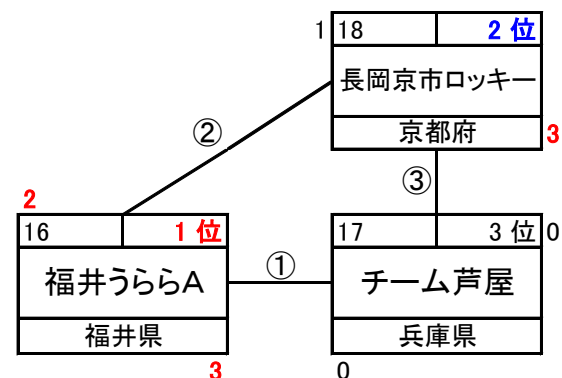 1 18 2 位
長岡京市ロッキー
② 京都府 3
③
2
16 1 位 17 3 位 0
福井うららA ① チーム芦屋
福井県 兵庫県
3 0